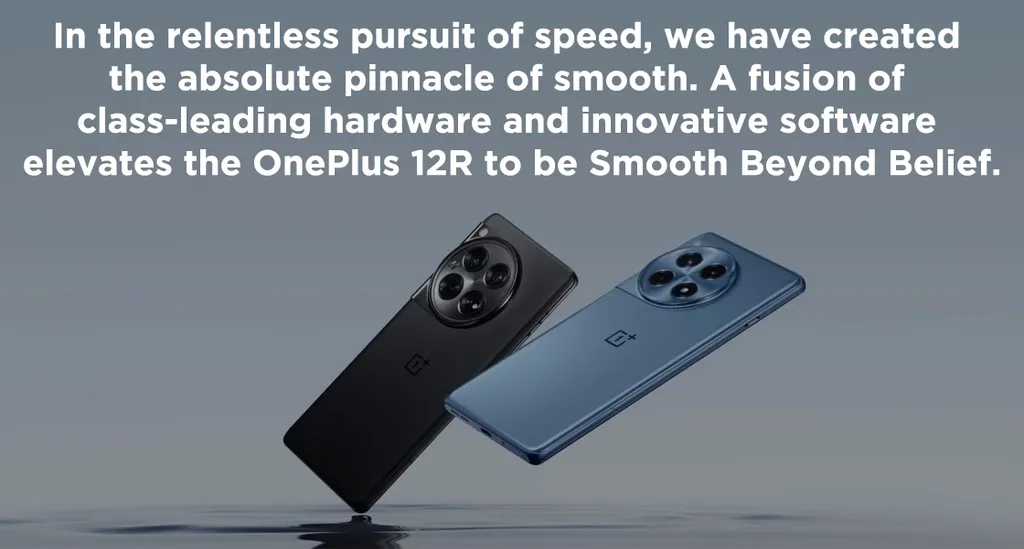 In the relentless pursuit of speed, we have created
the absolute pinnacle of smooth. A fusion of
class-leading hardware and innovative software
elevates the OnePlus 12R to be Smooth Beyond Belief.